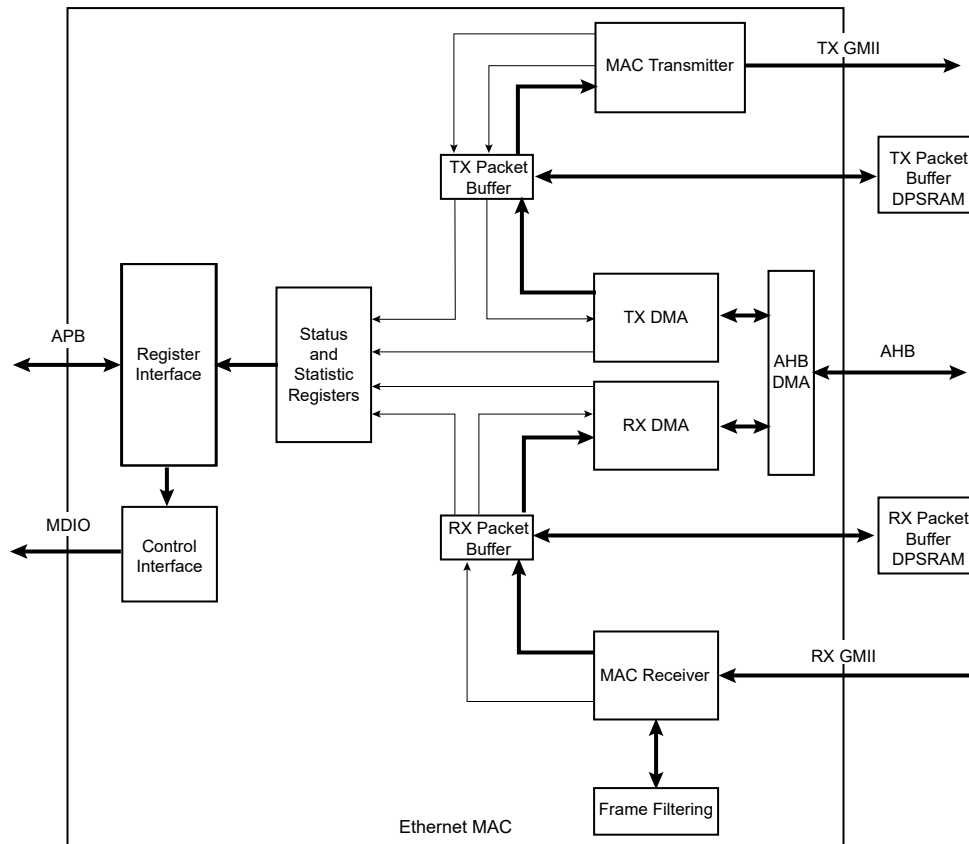 TX GMII
MAC Transmitter
TX Packet
Buffer
TX Packet
Buffer
DPSRAM
APB
Register
Interface
Status
and
Statistic
Registers
TX DMA
AHB
DMA
AHB
RX DMA
MDIO
Control
Interface
RX Packet
Buffer
RX Packet
Buffer
DPSRAM
RX GMII
MAC Receiver
Frame Filtering
Ethernet MAC